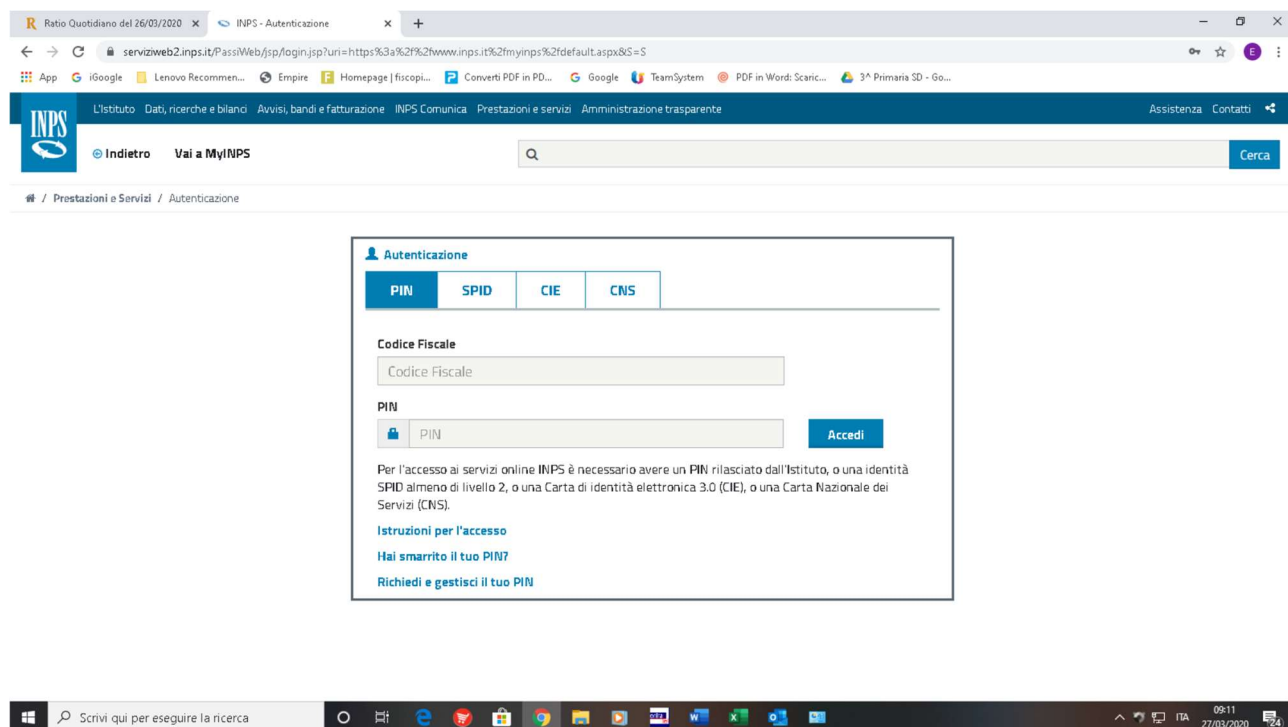 Ratio Quotidiano del 26/03/2020
INPS - Autenticazione
serviziweb2.inps.it/PassiWeb/jsp/login.jsp?uri=https%3a%2f%2fwww.inps.it%2fmyinps%2fdefault.aspx&S=S
App iGoogle Lenovo Recommen... Empire Homepage | fiscopi... Converti PDF in PD... Google TeamSystem PDF in Word: Scaric... 3^ Primaria SD - Go...
INPS
L'Istituto Dati, ricerche e bilanci Avvisi, bandi e fatturazione INPS Comunica Prestazioni e servizi Amministrazione trasparente Assistenza Contatti
Indietro Vai a MyINPS Cerca
/ Prestazioni e Servizi / Autenticazione
Autenticazione
PIN SPID CIE CNS
Codice Fiscale
Codice Fiscale
PIN
PIN Accedi
Per l'accesso ai servizi online INPS è necessario avere un PIN rilasciato dall'Istituto, o una identità
SPID almeno di livello 2, o una Carta di identità elettronica 3.0 (CIE), o una Carta Nazionale dei
Servizi (CNS).
Istruzioni per l'accesso
Hai smarrito il tuo PIN?
Richiedi e gestisci il tuo PIN
Scrivi qui per eseguire la ricerca
ITA
09:11
27/03/2020